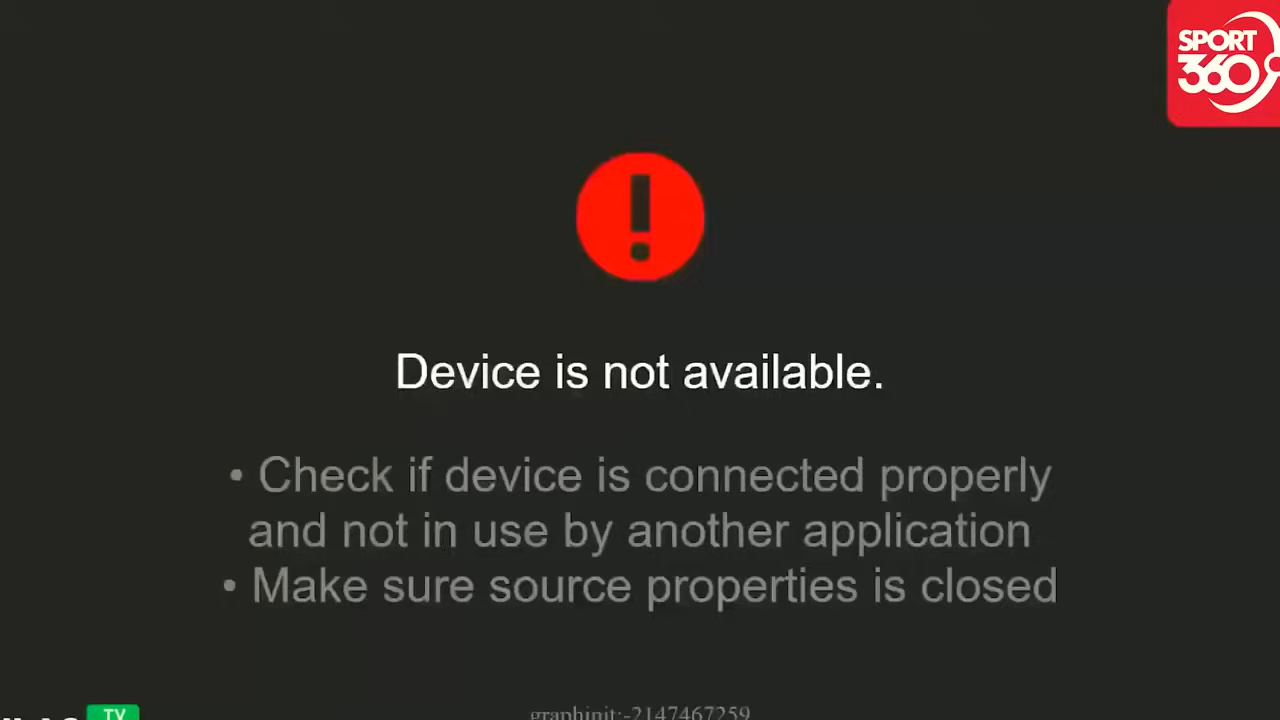 SPORT
360
Device is not available.
• Check if device is connected properly
and not in use by another application
• Make sure source properties is closed
graphinit:-2147467259
TV